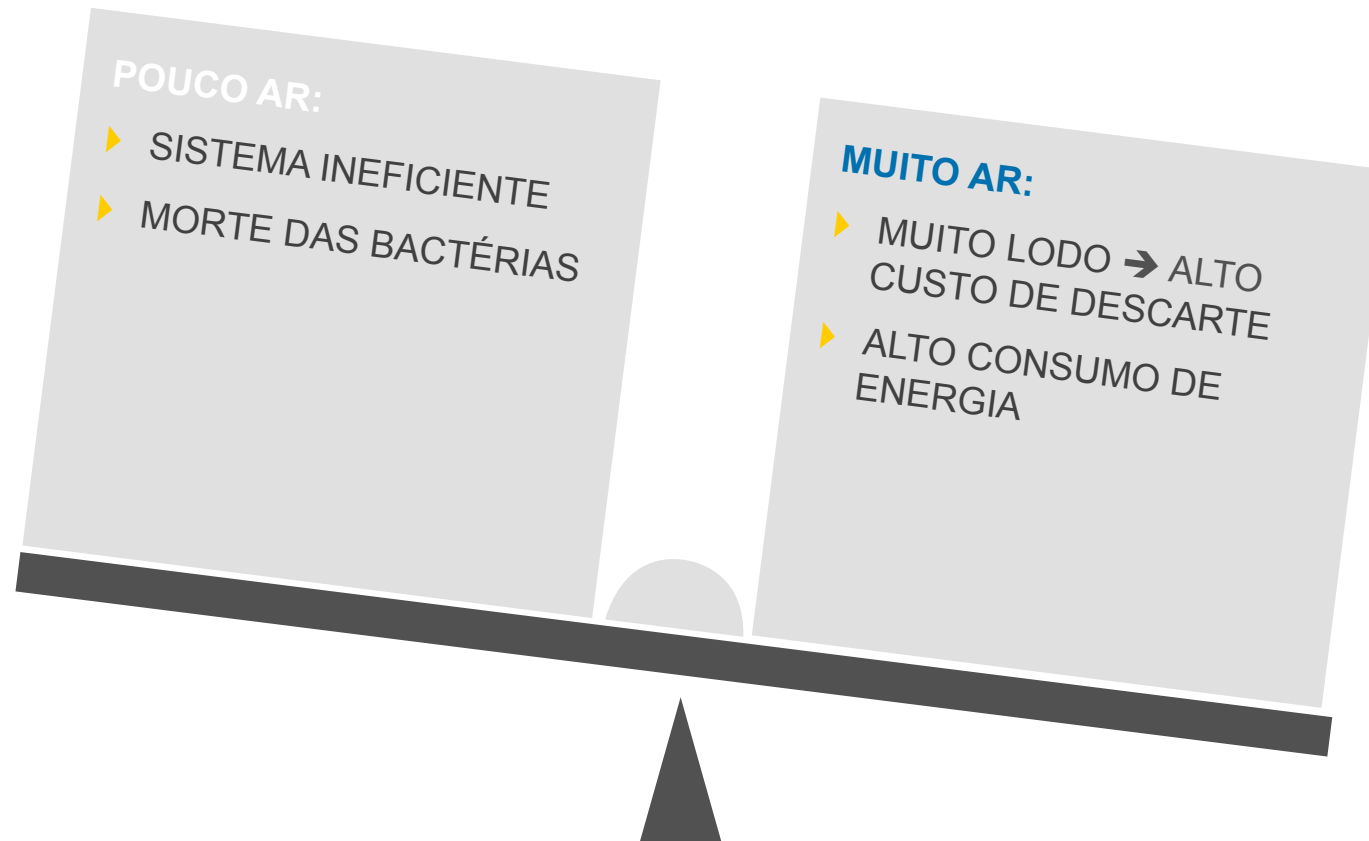 POUCO AR:
SISTEMA INEFICIENTE
MORTE DAS BACTÉRIAS
MUITO AR:
MUITO LODO ➔ ALTO
CUSTO DE DESCARTE
ALTO CONSUMO DE
ENERGIA